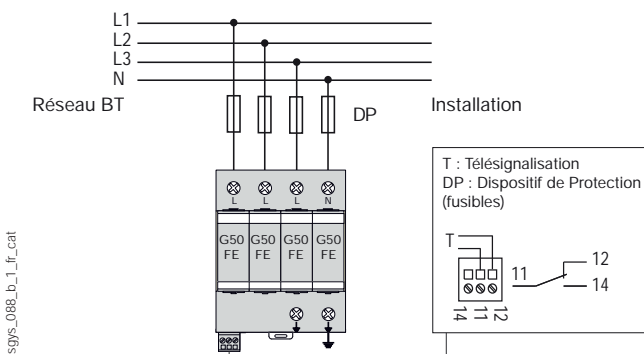 L1
L2
L3
N
Réseau BT
DP
Installation
L L L N
G50 G50 G50 G50
FE FE FE FE
T : Télésignalisation
DP : Dispositif de Protection
(fusibles)
T
11
12
14
14 11 12
sgys_088_b_1_fr_cat